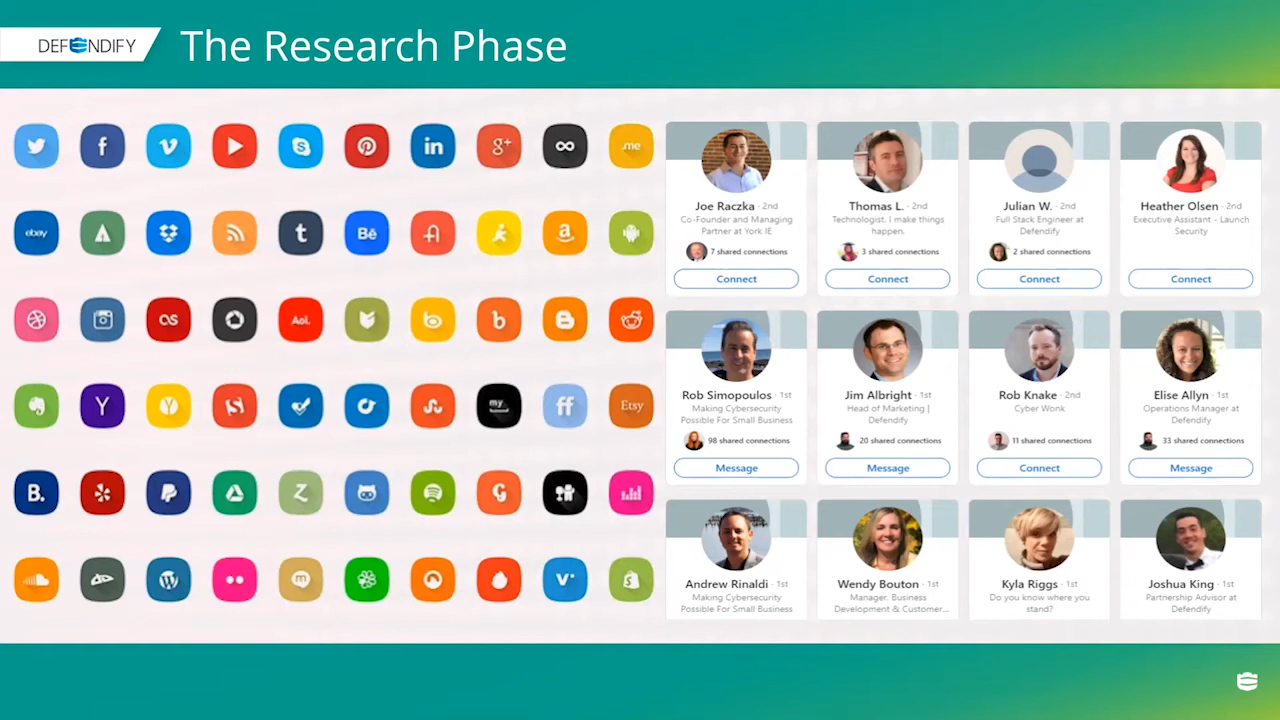 DEFENDIFY
The Research Phase
.me
ebay
Bē
Aol.
my
ff
Etsy
B.
Joe Raczka · 2nd
Co-Founder and Managing
Partner at York IE
7 shared connections
Connect
Thomas L. · 2nd
Technologist. I make things
happen.
3 shared connections
Connect
Julian W. · 2nd
Full Stack Engineer at
Defendify
2 shared connections
Connect
Heather Olsen · 2nd
Executive Assistant - Launch
Security
Connect
Rob Simopoulos · 1st
Making Cybersecurity
Possible For Small Business
98 shared connections
Message
Jim Albright · 1st
Head of Marketing |
Defendify
20 shared connections
Message
Rob Knake · 2nd
Cyber Wonk.
11 shared connections
Connect
Elise Allyn · 1st
Operations Manager at
Defendify
33 shared connections
Message
Andrew Rinaldi · 1st
Making Cybersecurity
Possible For Small Business
Wendy Bouton · 1st
Manager, Business
Development & Customer...
Kyla Riggs · 1st
Do you know where you
stand?
Joshua King · 1st
Partnership Advisor at
Defendify